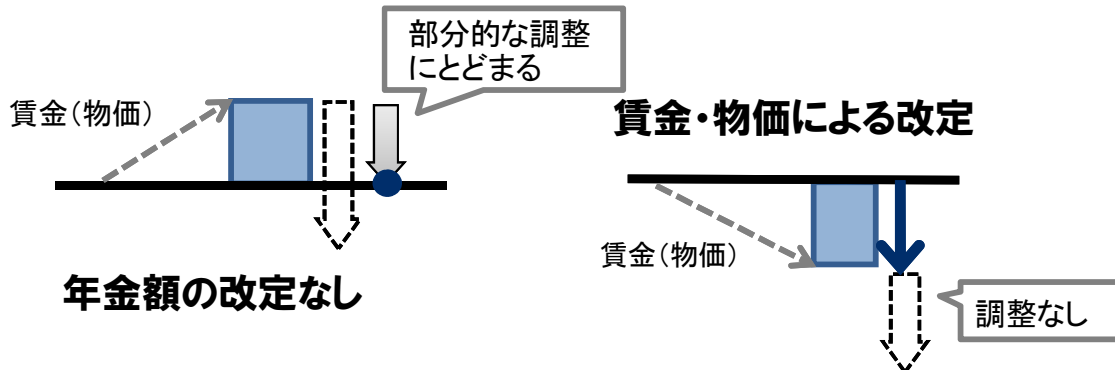 部分的な調整
にとどまる
賃金(物価)
年金額の改定なし
賃金・物価による改定
賃金(物価)
調整なし